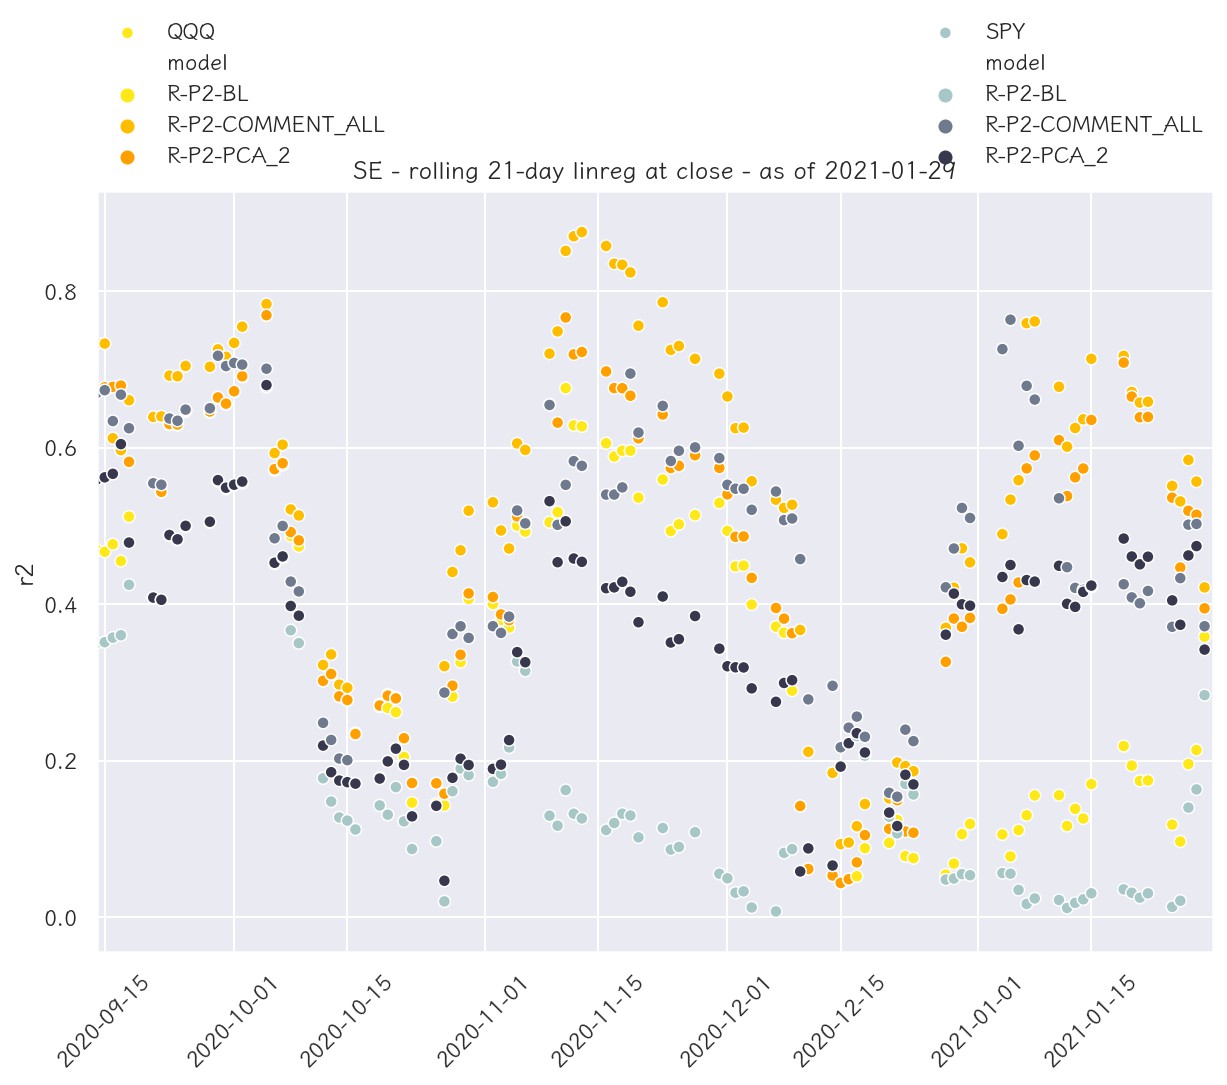 QQQ
model
R-P2-BL
R-P2-COMMENT_ALL
R-P2-PCA_2
SPY
model
R-P2-BL
R-P2-COMMENT_ALL
R-P2-PCA_2
SE - rolling 21-day linreg at close - as of 2021-01-29
r2
0.8
0.6
0.4
0.2
0.0
2020-09-15
2020-10-01
2020-10-15
2020-11-01
2020-11-15
2020-12-01
2020-12-15
2021-01-01
2021-01-15